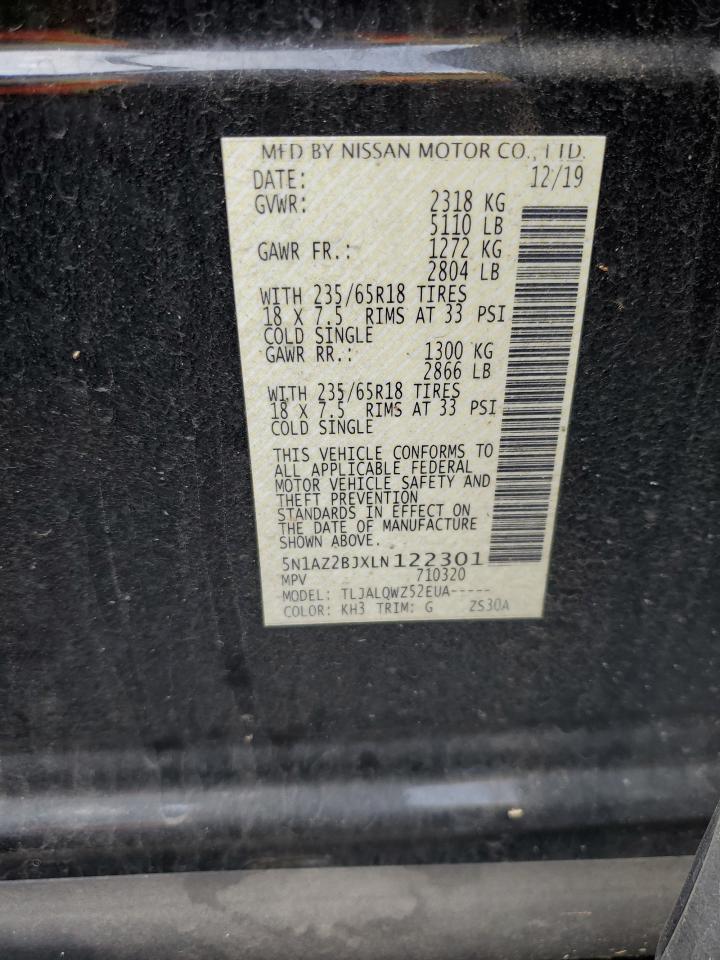 MFD BY NISSAN MOTOR CO., LTD.
DATE: 12/19
GVWR: 2318 KG
5110 LB
GAWR FR.: 1272 KG
2804 LB
WITH 235/65R18 TIRES
18 X 7.5 RIMS AT 33 PSI
COLD SINGLE
GAWR RR.: 1300 KG
2866 LB
WITH 235/65R18 TIRES
18 X 7.5 RIMS AT 33 PSI
COLD SINGLE
THIS VEHICLE CONFORMS TO
ALL APPLICABLE FEDERAL
MOTOR VEHICLE SAFETY AND
THEFT PREVENTION
STANDARDS IN EFFECT ON
THE DATE OF MANUFACTURE
SHOWN ABOVE.
5N1AZ2BJXLN122301
MPV 710320
MODEL: TLJALQWZ52EUA-----
COLOR: KH3 TRIM: G ZS30A